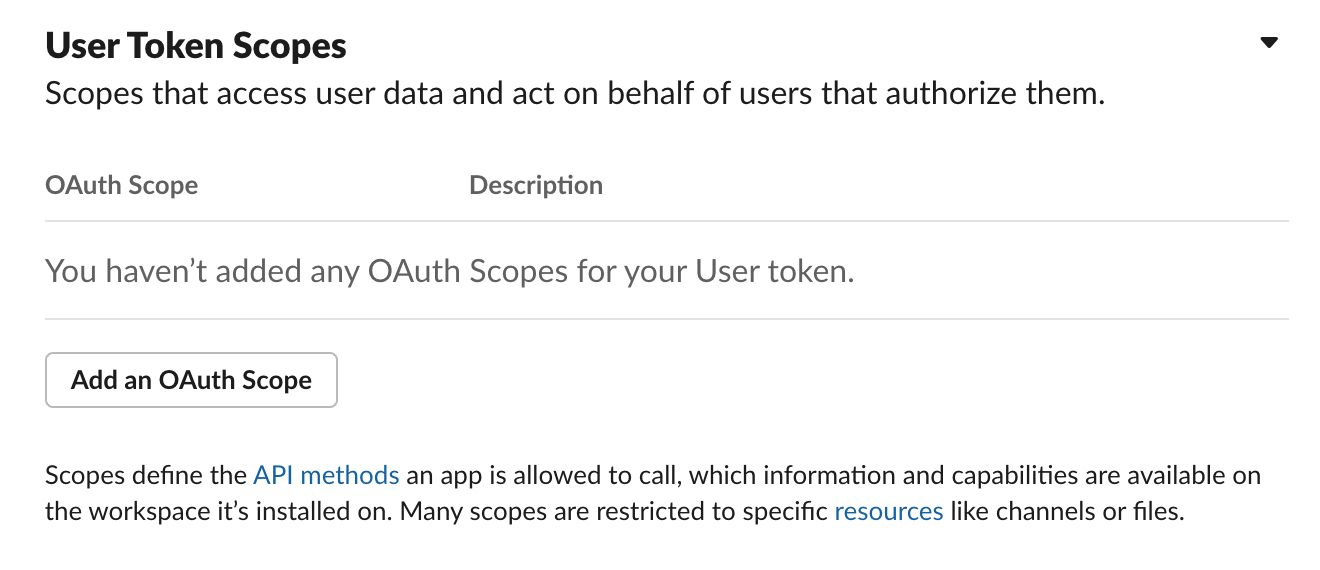 User Token Scopes
Scopes that access user data and act on behalf of users that authorize them.
OAuth Scope Description
You haven’t added any OAuth Scopes for your User token.
Add an OAuth Scope
Scopes define the API methods an app is allowed to call, which information and capabilities are available on
the workspace it’s installed on. Many scopes are restricted to specific resources like channels or files.